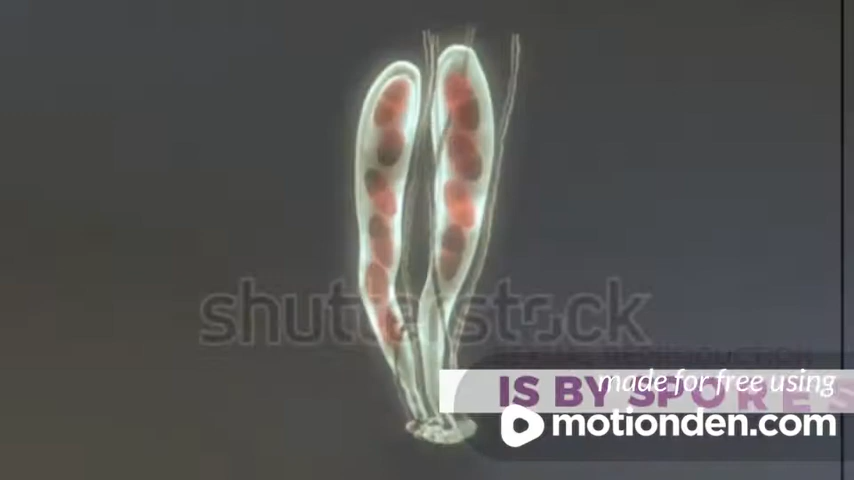 shutterstock
IS BY SPORES
made for free using
motionden.com